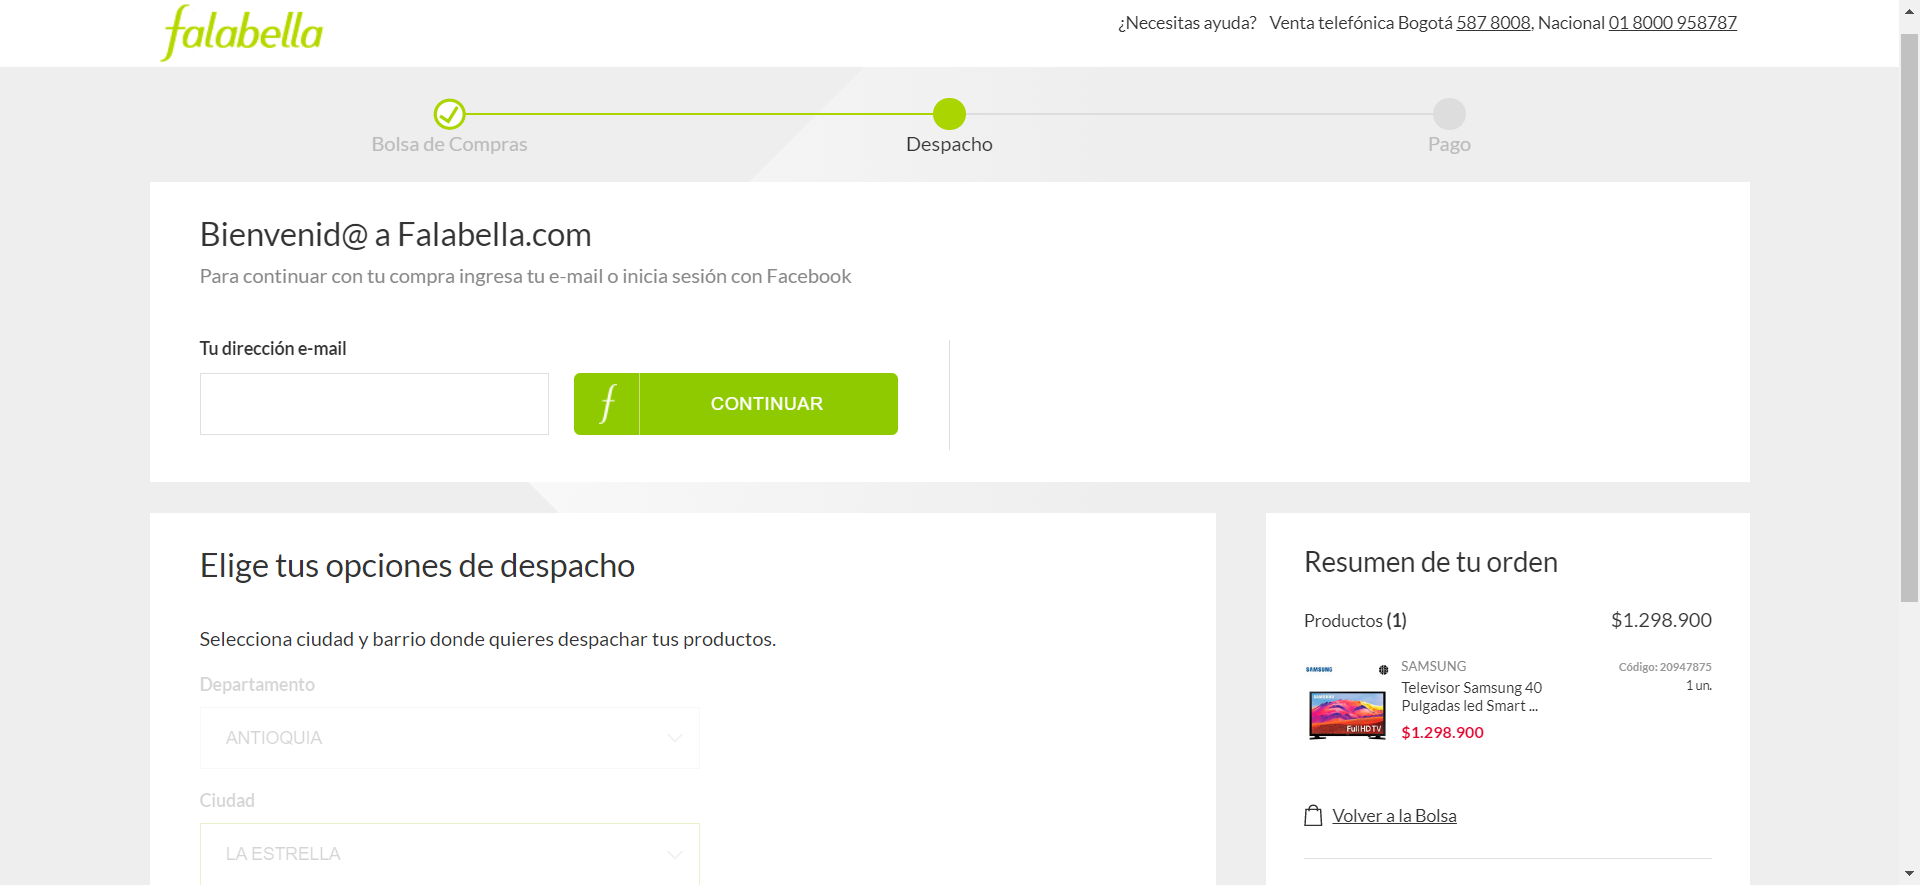 falabella
¿Necesitas ayuda? Venta telefónica Bogotá 587 8008, Nacional 01 8000 958787
Bolsa de Compras
Despacho
Pago
Bienvenid@ a Falabella.com
Para continuar con tu compra ingresa tu e-mail o inicia sesión con Facebook
Tu dirección e-mail
f CONTINUAR
Elige tus opciones de despacho
Selecciona ciudad y barrio donde quieres despachar tus productos.
Departamento
ANTIOQUIA
Ciudad
LA ESTRELLA
Resumen de tu orden
Productos (1) $1.298.900
SAMSUNG
SAMSUNG
Full HD TV
SAMSUNG
Televisor Samsung 40
Pulgadas led Smart ...
$1.298.900
Código: 20947875
1 un.
Volver a la Bolsa